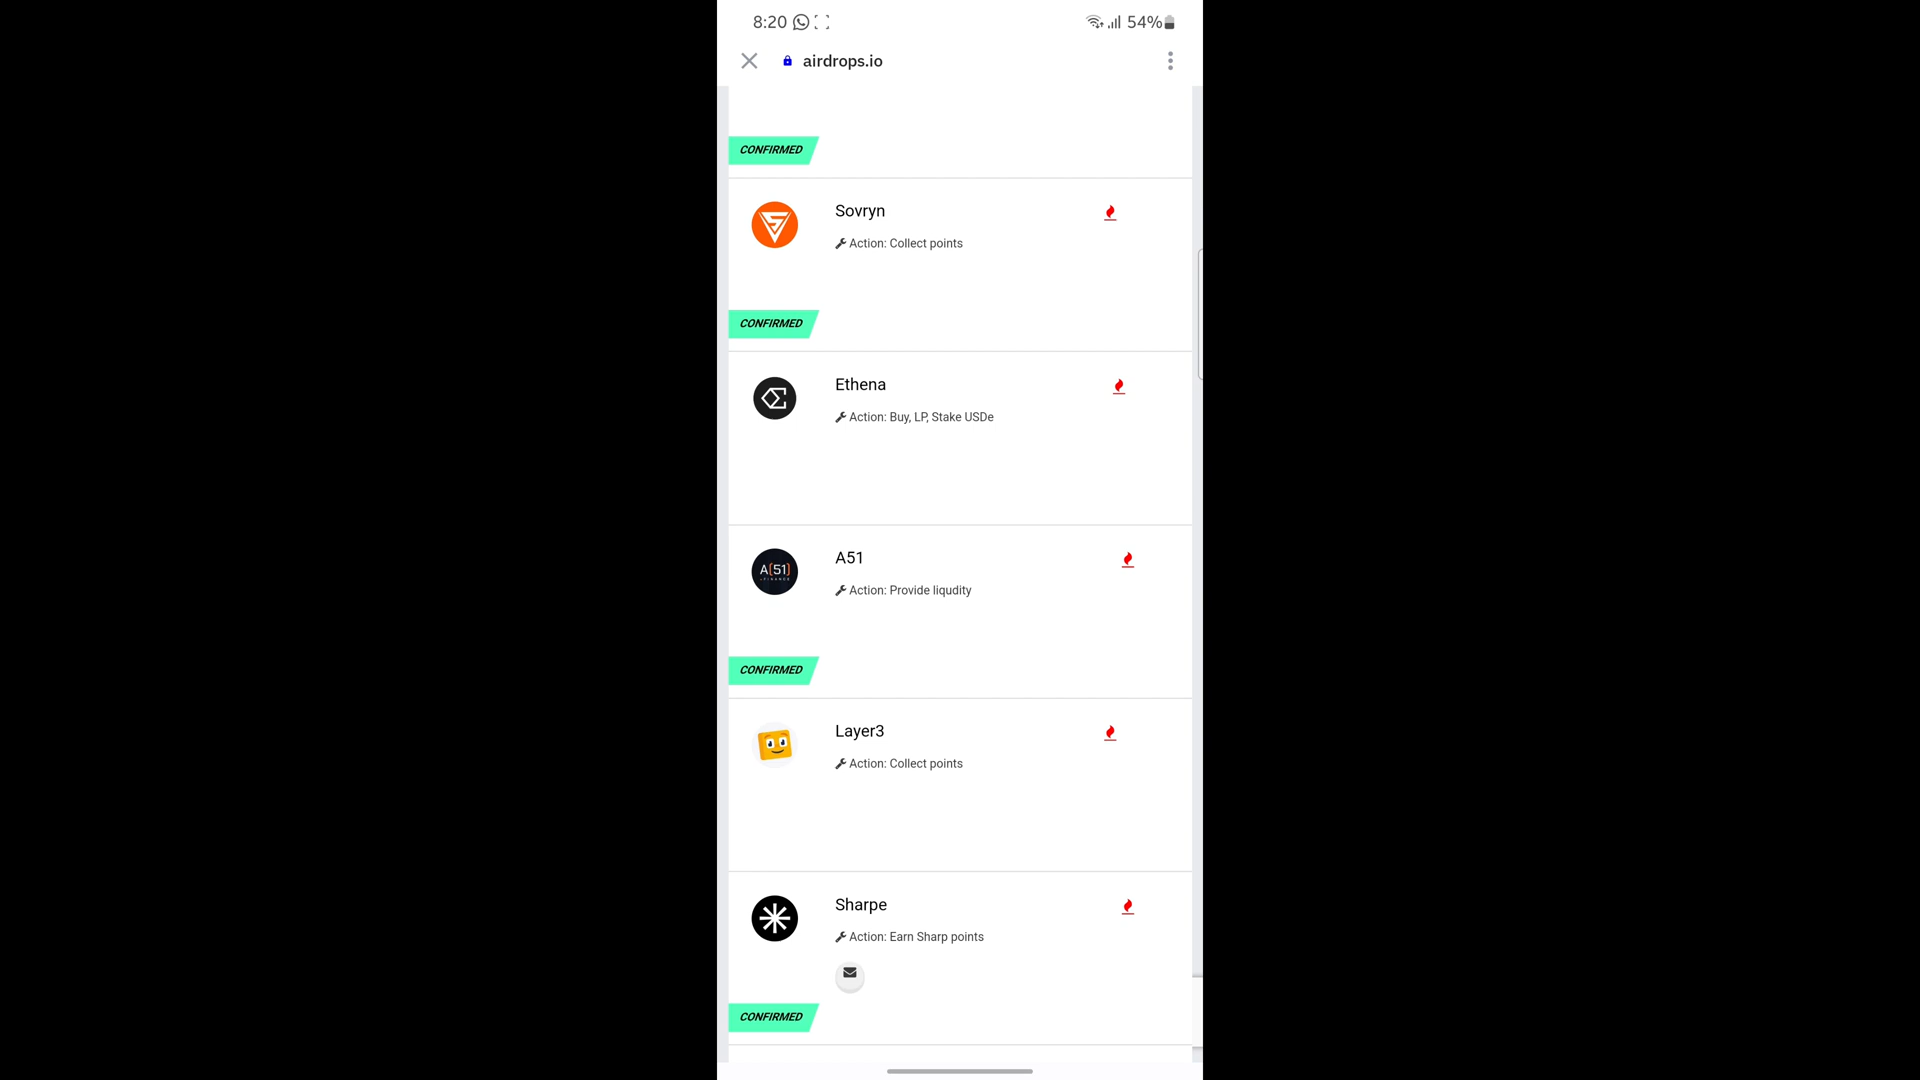 8:20
54%
airdrops.io
CONFIRMED
Sovryn
Action: Collect points
CONFIRMED
Ethena
Action: Buy, LP, Stake USDe
A51
A[51]
Action: Provide liqudity
CONFIRMED
Layer3
Action: Collect points
Sharpe
Action: Earn Sharp points
CONFIRMED